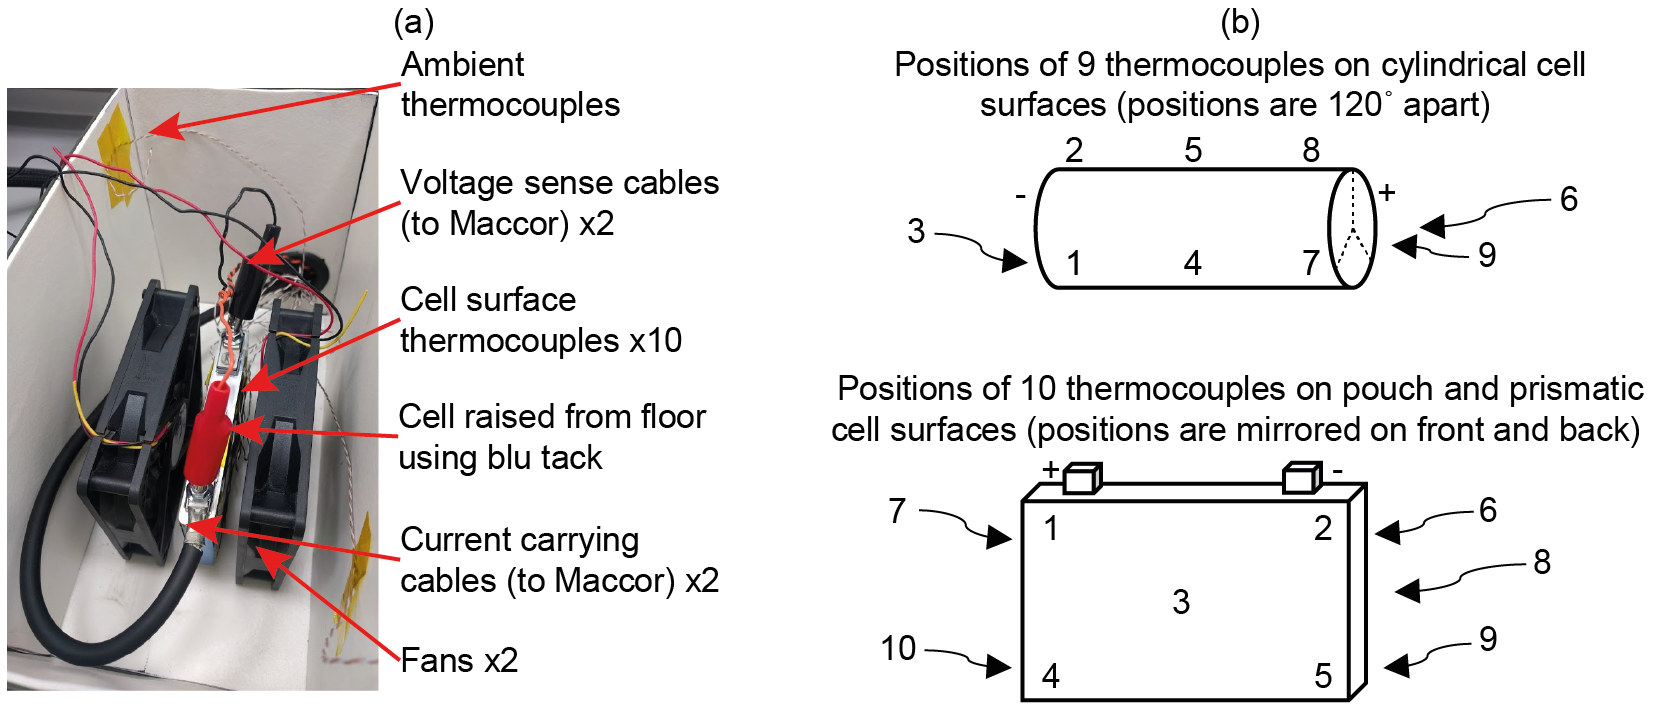 (a)
Ambient
thermocouples
Voltage sense cables
(to Maccor) x2
Cell surface
thermocouples x10
Cell raised from floor
using blu tack
Current carrying
cables (to Maccor) x2
Fans x2
(b)
Positions of 9 thermocouples on cylindrical cell
surfaces (positions are 120° apart)
2 5 8
- +
6
3
9
1 4 7
Positions of 10 thermocouples on pouch and prismatic
cell surfaces (positions are mirrored on front and back)
+ -
7 1 2 6
3 8
10 4 5 9